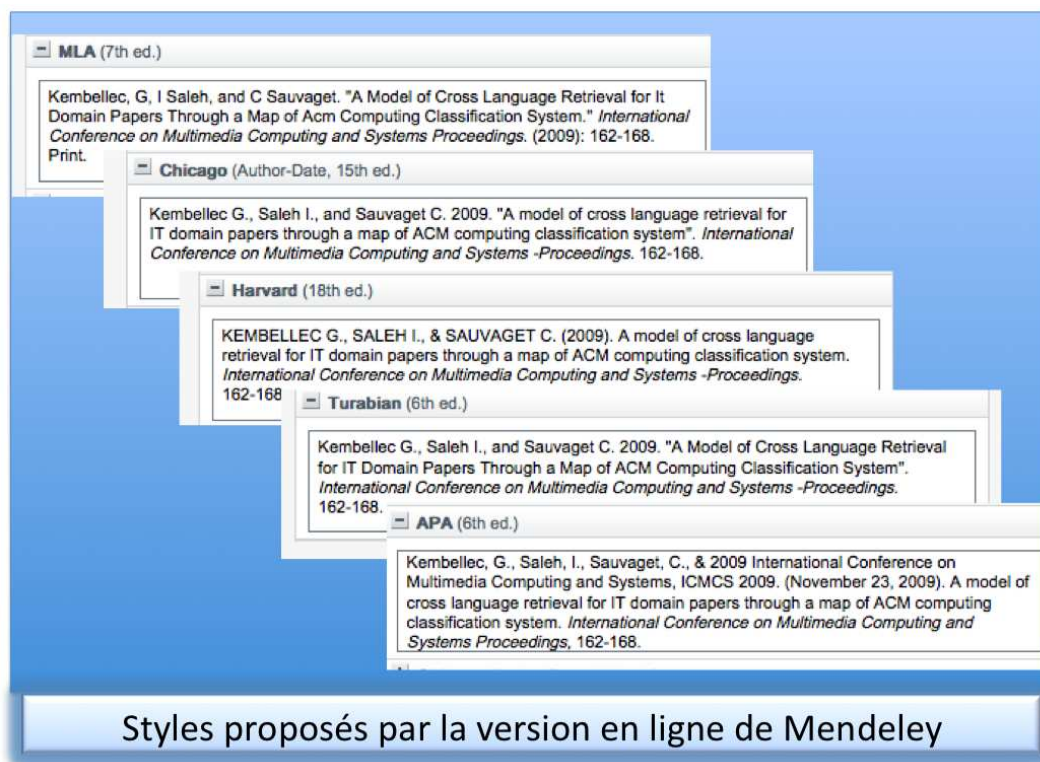 MLA (7th ed.)
Kembellec, G, I Saleh, and C Sauvaget. "A Model of Cross Language Retrieval for It
Domain Papers Through a Map of Acm Computing Classification System." International
Conference on Multimedia Computing and Systems Proceedings. (2009): 162-168.
Print.
Chicago (Author-Date, 15th ed.)
Kembellec G., Saleh I., and Sauvaget C. 2009. "A model of cross language retrieval for
IT domain papers through a map of ACM computing classification system". International
Conference on Multimedia Computing and Systems -Proceedings. 162-168.
Harvard (18th ed.)
KEMBELLEC G., SALEH I., & SAUVAGET C. (2009). A model of cross language
retrieval for IT domain papers through a map of ACM computing classification system.
International Conference on Multimedia Computing and Systems -Proceedings.
162-168
Turabian (6th ed.)
Kembellec G., Saleh I., and Sauvaget C. 2009. "A Model of Cross Language Retrieval
for IT Domain Papers Through a Map of ACM Computing Classification System".
International Conference on Multimedia Computing and Systems -Proceedings.
162-168.
APA (6th ed.)
Kembellec, G., Saleh, I., Sauvaget, C., & 2009 International Conference on
Multimedia Computing and Systems, ICMCS 2009. (November 23, 2009). A model of
cross language retrieval for IT domain papers through a map of ACM computing
classification system. International Conference on Multimedia Computing and
Systems Proceedings, 162-168.
Styles proposés par la version en ligne de Mendeley